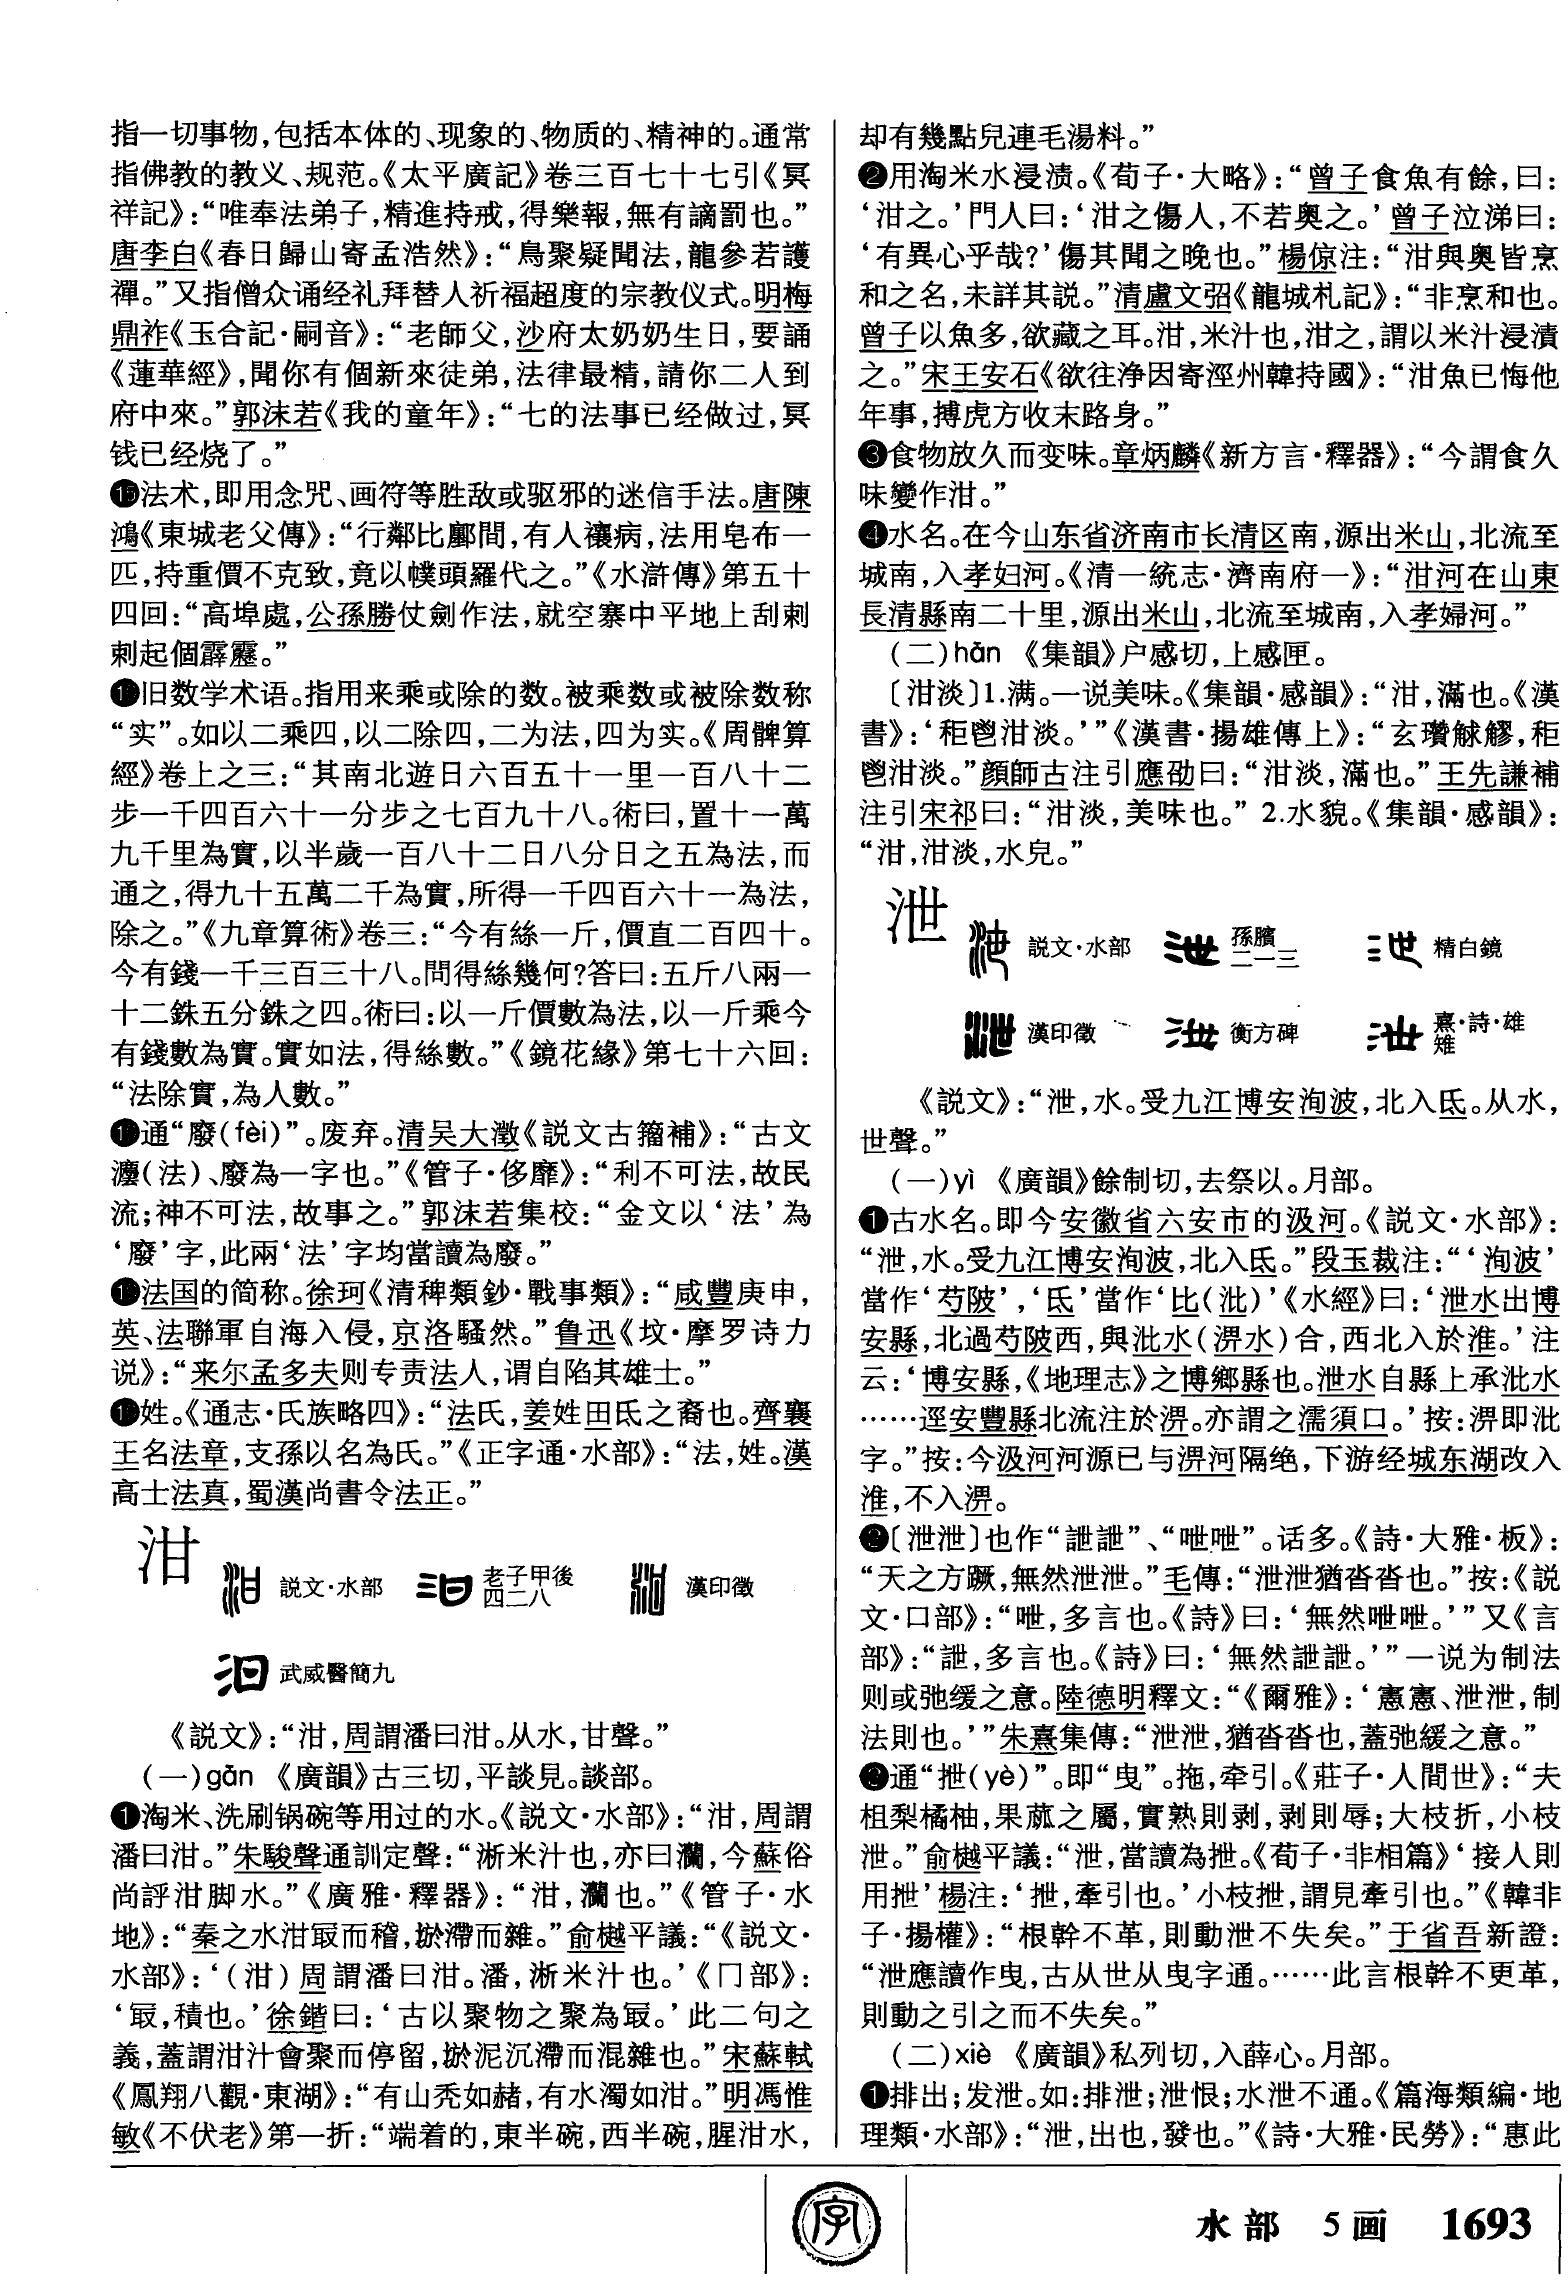 指一切事物，包括本体的、现象的、物质的、精神的。通常
指佛教的教义、规范。《太平廣記》卷三百七十七引《冥
祥記》：“唯奉法弟子，精進持戒，得樂報，無有謫罰也。”
唐李白《春日歸山寄孟浩然》：“鳥聚疑聞法，龍參若護
禪。”又指僧众诵经礼拜替人祈福超度的宗教仪式。明梅
鼎祚《玉合記·嗣音》：“老師父，沙府太奶奶生日，要誦
《蓮華經》，聞你有個新來徒弟，法律最精，請你二人到
府中來。”郭沫若《我的童年》：“七的法事已经做过，冥
钱已经烧了。”
⓯法术，即用念咒、画符等胜敌或驱邪的迷信手法。唐陳
鴻《東城老父傳》：“行鄰比鄽間，有人禳病，法用皂布一
匹，持重價不克致，竟以幞頭羅代之。”《水滸傳》第五十
四回：“高埠處，公孫勝仗劍作法，就空寨中平地上刮剌
剌起個霹靂。”
⓰旧数学术语。指用来乘或除的数。被乘数或被除数称
“实”。如以二乘四，以二除四，二为法，四为实。《周髀算
經》卷上之三：“其南北遊日六百五十一里一百八十二
步一千四百六十一分步之七百九十八。術曰，置十一萬
九千里為實，以半歲一百八十二日八分日之五為法，而
通之，得九十五萬二千為實，所得一千四百六十一為法，
除之。”《九章算術》卷三：“今有絲一斤，價直二百四十。
今有錢一千三百三十八。問得絲幾何？答曰：五斤八兩一
十二銖五分銖之四。術曰：以一斤價數為法，以一斤乘今
有錢數為實。實如法，得絲數。”《鏡花緣》第七十六回：
“法除實，為人數。”
⓱通“廢(fèi)”。废弃。清吴大澂《説文古籀補》：“古文
灋(法)、廢為一字也。”《管子·侈靡》：“利不可法，故民
流；神不可法，故事之。”郭沫若集校：“金文以‘法’為
‘廢’字，此兩‘法’字均當讀為廢。”
⓲法国的简称。徐珂《清稗類鈔·戰事類》：“咸豐庚申，
英、法聯軍自海入侵，京洛騷然。”鲁迅《坟·摩罗诗力
说》：“来尔孟多夫则专责法人，谓自陷其雄士。”
⓳姓。《通志·氏族略四》：“法氏，姜姓田氏之裔也。齊襄
王名法章，支孫以名為氏。”《正字通·水部》：“法，姓。漢
高士法真，蜀漢尚書令法正。”
泔
説文·水部 老子甲後四二八 漢印徵
武威醫簡九
《説文》：“泔，周謂潘曰泔。从水，甘聲。”
(一)gān 《廣韻》古三切，平談見。談部。
❶淘米、洗刷锅碗等用过的水。《説文·水部》：“泔，周謂
潘曰泔。”朱駿聲通訓定聲：“淅米汁也，亦曰灡，今蘇俗
尚評泔脚水。”《廣雅·釋器》：“泔，灡也。”《管子·水
地》：“秦之水泔冣而稽，淤滯而雜。”俞樾平議：“《説文·
水部》：‘(泔)周謂潘曰泔。潘，淅米汁也。’《冂部》：
‘冣，積也。’徐鍇曰：‘古以聚物之聚為冣。’此二句之
義，蓋謂泔汁會聚而停留，淤泥沉滯而混雜也。”宋蘇軾
《鳳翔八觀·東湖》：“有山秃如赭，有水濁如泔。”明馮惟
敏《不伏老》第一折：“端着的，東半碗，西半碗，腥泔水，
却有幾點兒連毛湯料。”
❷用淘米水浸渍。《荀子·大略》：“曾子食魚有餘，曰：
‘泔之。’門人曰：‘泔之傷人，不若奥之。’曾子泣涕曰：
‘有異心乎哉？’傷其聞之晚也。”楊倞注：“泔與奥皆烹
和之名，未詳其説。”清盧文弨《龍城札記》：“非烹和也。
曾子以魚多，欲藏之耳。泔，米汁也，泔之，謂以米汁浸漬
之。”宋王安石《欲往浄因寄涇州韓持國》：“泔魚已悔他
年事，搏虎方收末路身。”
❸食物放久而变味。章炳麟《新方言·釋器》：“今謂食久
味變作泔。”
❹水名。在今山东省济南市长清区南，源出米山，北流至
城南，入孝妇河。《清一統志·濟南府一》：“泔河在山東
長清縣南二十里，源出米山，北流至城南，入孝婦河。”
(二)hàn 《集韻》户感切，上感匣。
〔泔淡〕1.满。一说美味。《集韻·感韻》：“泔，滿也。《漢
書》：‘秬鬯泔淡。’”《漢書·揚雄傳上》：“玄瓚觩䚧，秬
鬯泔淡。”顔師古注引應劭曰：“泔淡，滿也。”王先謙補
注引宋祁曰：“泔淡，美味也。” 2.水貌。《集韻·感韻》：
“泔，泔淡，水皃。”
泄
説文·水部 孫臏二一三 精白鏡
漢印徵 衡方碑 熹·詩·雄雉
《説文》：“泄，水。受九江博安洵波，北入氐。从水，
世聲。”
(一)yì 《廣韻》餘制切，去祭以。月部。
❶古水名。即今安徽省六安市的汲河。《説文·水部》：
“泄，水。受九江博安洵波，北入氐。”段玉裁注：“‘洵波’
當作‘芍陂’，‘氐’當作‘比(沘)’《水經》曰：‘泄水出博
安縣，北過芍陂西，與沘水(淠水)合，西北入於淮。’注
云：‘博安縣，《地理志》之博鄉縣也。泄水自縣上承沘水
……逕安豐縣北流注於淠。亦謂之濡須口。’按：淠即沘
字。”按：今汲河河源已与淠河隔绝，下游经城东湖改入
淮，不入淠。
❷〔泄泄〕也作“詍詍”、“呭呭”。话多。《詩·大雅·板》：
“天之方蹶，無然泄泄。”毛傳：“泄泄猶沓沓也。”按：《説
文·口部》：“呭，多言也。《詩》曰：‘無然呭呭。’”又《言
部》：“詍，多言也。《詩》曰：‘無然詍詍。’”一说为制法
则或弛缓之意。陸德明釋文：“《爾雅》：‘憲憲、泄泄，制
法則也。’”朱熹集傳：“泄泄，猶沓沓也，蓋弛緩之意。”
❸通“抴(yè)”。即“曳”。拖，牵引。《莊子·人間世》：“夫
柤梨橘柚，果蓏之屬，實熟則剥，剥則辱；大枝折，小枝
泄。”俞樾平議：“泄，當讀為抴。《荀子·非相篇》‘接人則
用抴’楊注：‘抴，牽引也。’小枝抴，謂見牽引也。”《韓非
子·揚權》：“根幹不革，則動泄不失矣。”于省吾新證：
“泄應讀作曳，古从世从曳字通。……此言根幹不更革，
則動之引之而不失矣。”
(二)xiè 《廣韻》私列切，入薛心。月部。
❶排出；发泄。如：排泄；泄恨；水泄不通。《篇海類編·地
理類·水部》：“泄，出也，發也。”《詩·大雅·民勞》：“惠此
字
水部 5画 1693